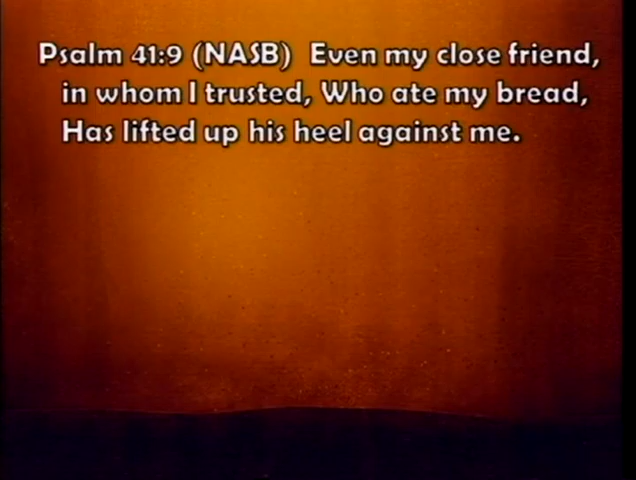 Psalm 41:9 (NASB) Even my close friend,
in whom I trusted, Who ate my bread,
Has lifted up his heel against me.